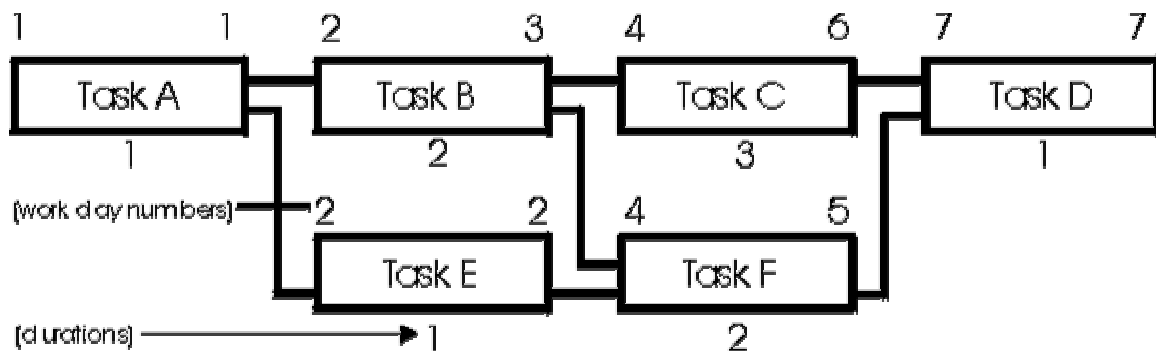 1 1 2 3 4 6 7 7
Task A Task B Task C Task D
1 2 3 1
(work day numbers) 2 2 4 5
Task E Task F
(durations) 1 2